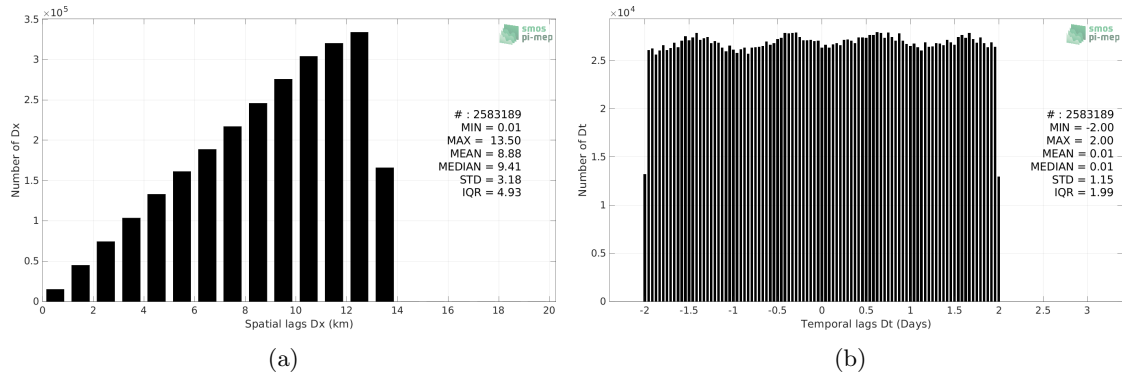 ×10⁵
3.5
3
2.5
2
1.5
1
0.5
0
Number of Dx
smos
pi-mep
# : 2583189
MIN = 0.01
MAX = 13.50
MEAN = 8.88
MEDIAN = 9.41
STD = 3.18
IQR = 4.93
0 2 4 6 8 10 12 14 16 18 20
Spatial lags Dx (km)
(a)
×10⁴
2.5
2
1.5
1
0.5
0
Number of Dt
smos
pi-mep
# : 2583189
MIN = -2.00
MAX = 2.00
MEAN = 0.01
MEDIAN = 0.01
STD = 1.15
IQR = 1.99
-2 -1.5 -1 -0.5 0 0.5 1 1.5 2 2.5 3
Temporal lags Dt (Days)
(b)